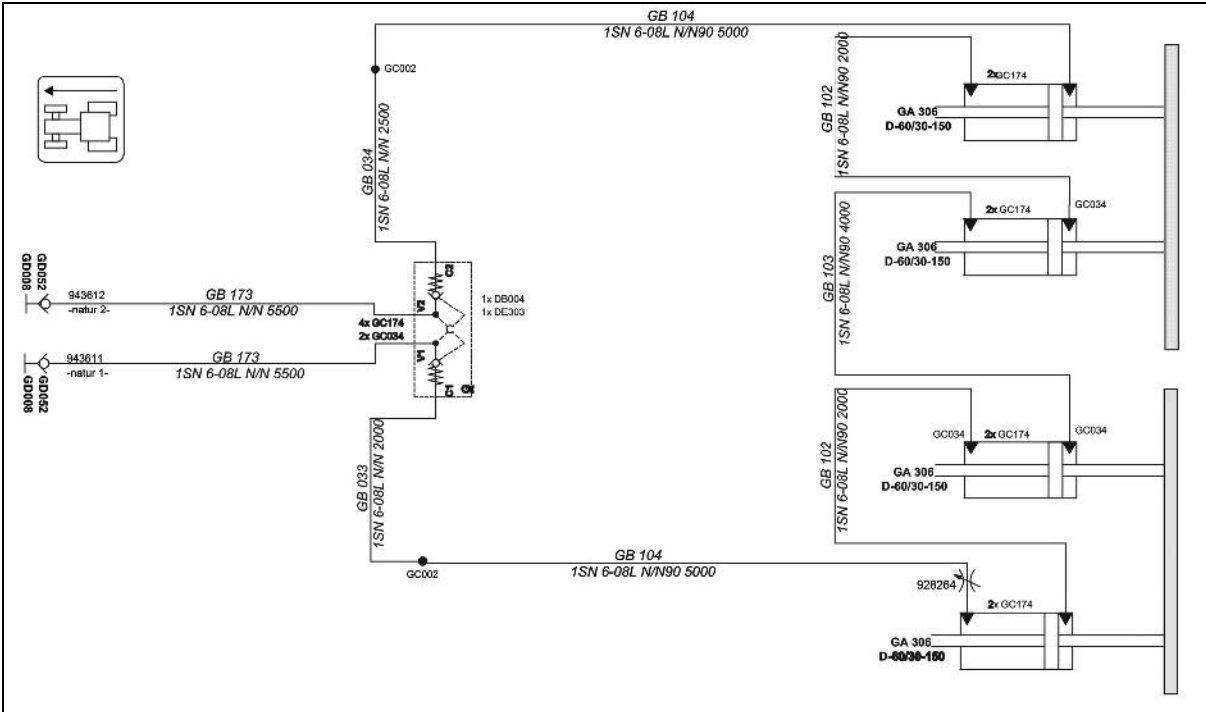 GB 104
1SN 6-08L N/N90 5000
GC002
GB 034
1SN 6-08L N/N 2500
GB 102
1SN 6-08L N/N90 2000
2xGC174
GA 306
D-60/30-150
2x GC174
GC034
GA 306
D-60/30-150
GB 103
1SN 6-08L N/N90 4000
GD052
GD008
943612
-natur 2-
GB 173
1SN 6-08L N/N 5500
C2
V2
1x DB004
1x DE303
4x GC174
2x GC034
943611
-natur 1-
GB 173
1SN 6-08L N/N 5500
V1
C1
GD052
GD008
GB 033
1SN 6-08L N/N 2000
GB 102
1SN 6-08L N/N90 2000
GC034
2x GC174
GC034
GA 306
D-60/30-150
GC002
GB 104
1SN 6-08L N/N90 5000
928264
2x GC174
GA 306
D-60/30-150